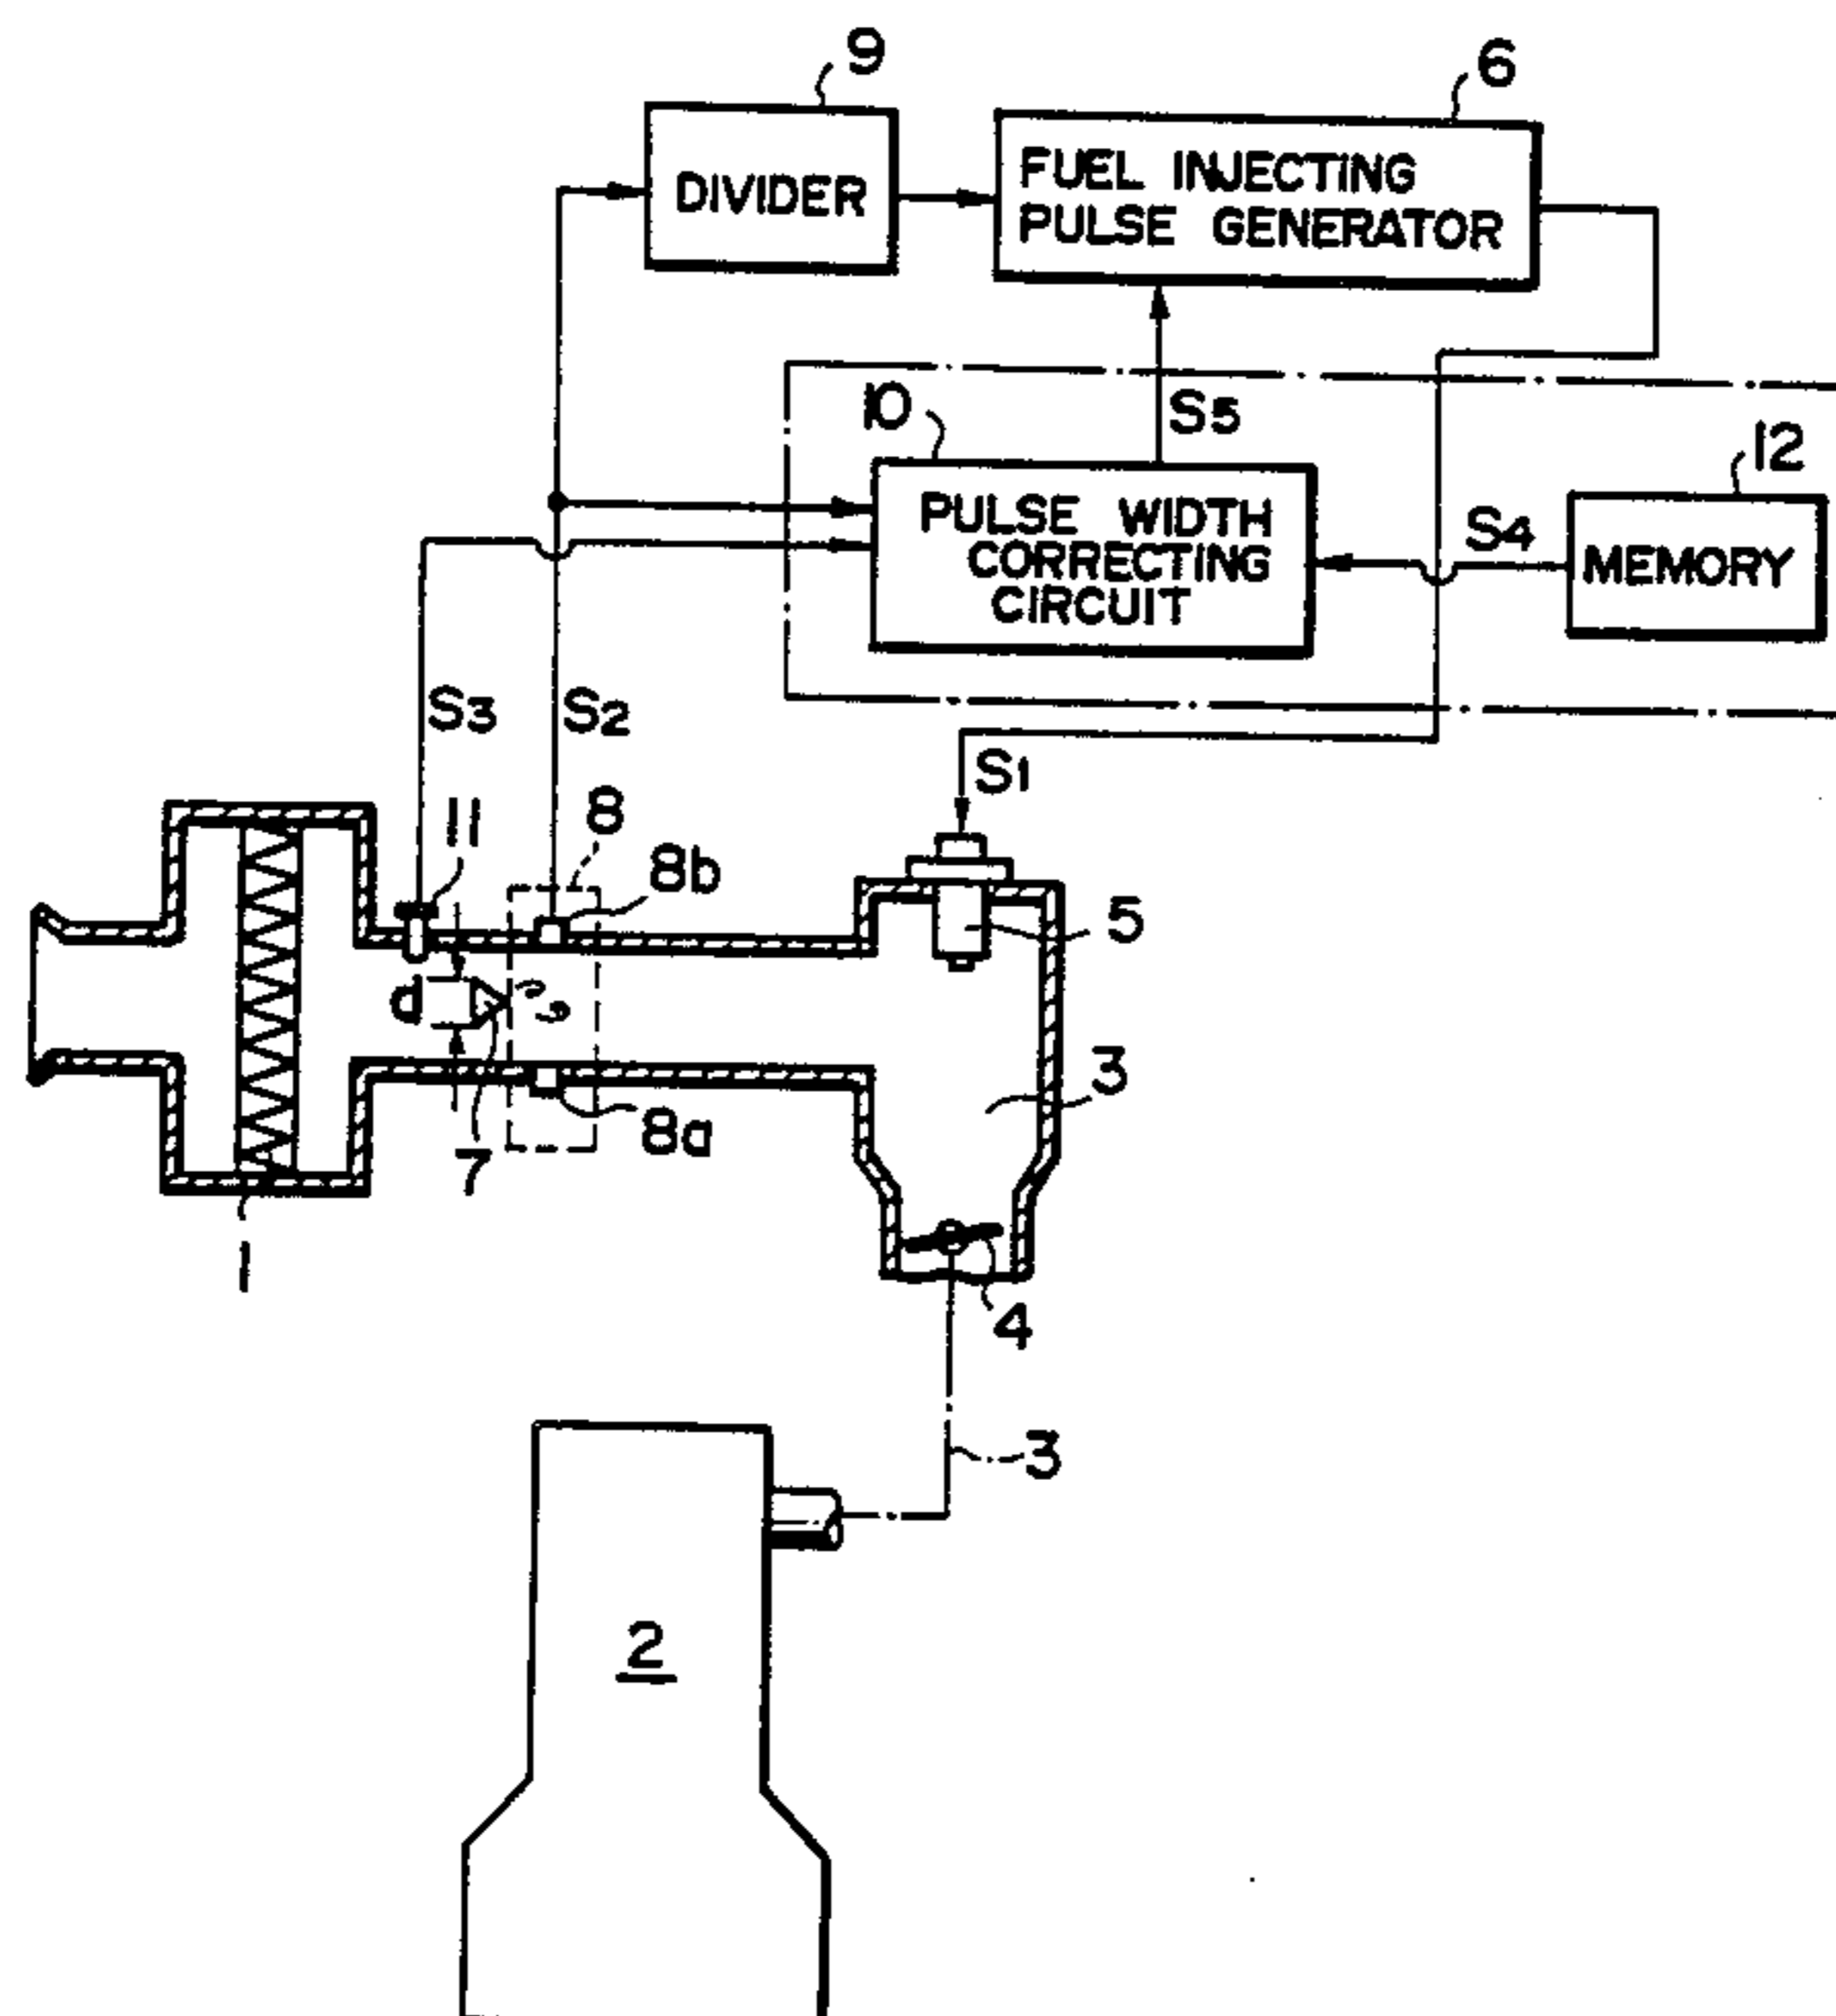 9
6
DIVIDER
FUEL INJECTING
PULSE GENERATOR
10
S5
12
PULSE WIDTH
CORRECTING
CIRCUIT
S4
MEMORY
S3
S2
S1
11
8
8b
5
d
3
8a
7
1
4
3
2